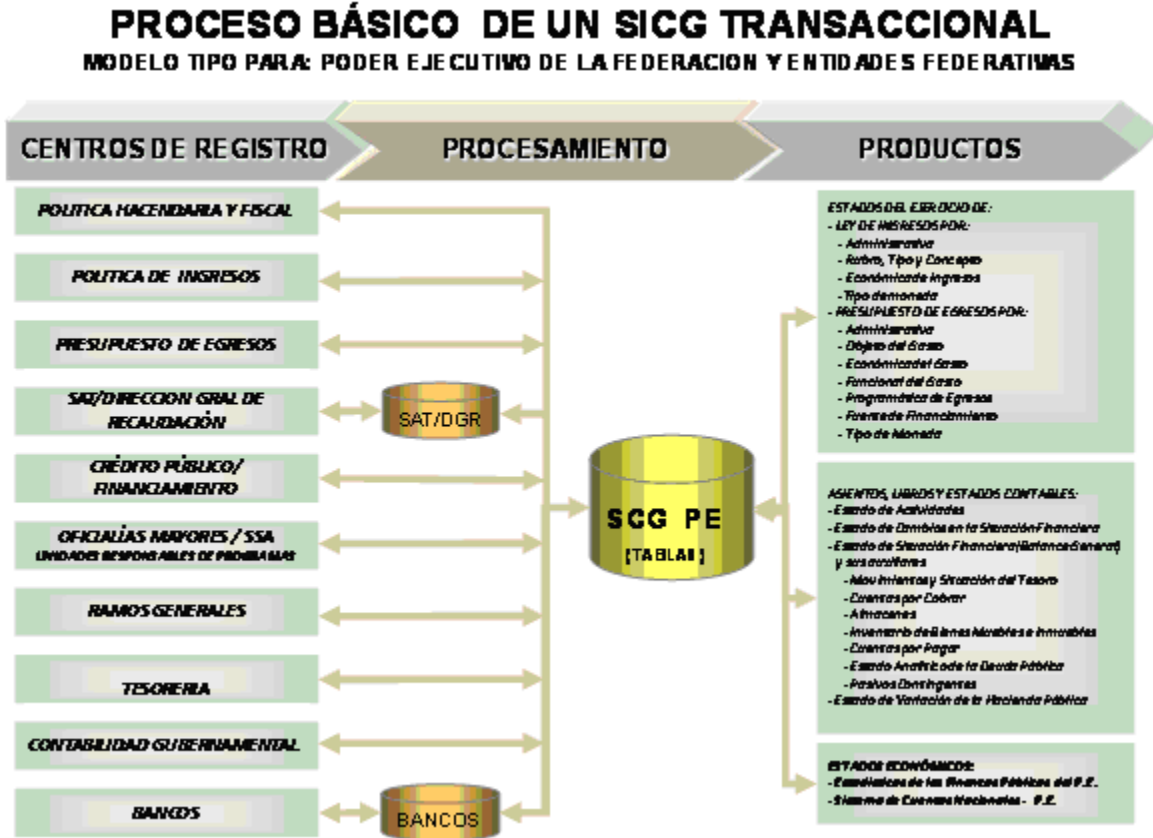 PROCESO BÁSICO DE UN SICG TRANSACCIONAL
MODELO TIPO PARA: PODER EJECUTIVO DE LA FEDERACION Y ENTIDADES FEDERATIVAS
CENTROS DE REGISTRO
PROCESAMIENTO
PRODUCTOS
POLITICA HACENDARIA Y FISCAL
POLITICA DE INGRESOS
PRESUPUESTO DE EGRESOS
SAT/DIRECCION GRAL DE
RECAUDACIÓN
CRÉDITO PÚBLICO/
FINANCIAMIENTO
OFICIALÍAS MAYORES / SSA
UNIDADES RESPONSABLES DE PROGRAMAS
RAMOS GENERALES
TESORERIA
CONTABILIDAD GUBERNAMENTAL
BANCOS
SAT/DGR
BANCOS
SCG PE
ESTADOS DEL EJERCICIO DE:
- LEY DE INGRESOS POR:
- Administrativa
- Rubro, Tipo y Concepto
- Económica de Ingresos
- Tipo de moneda
- PRESUPUESTO DE EGRESOS POR:
- Administrativa
- Objeto del Gasto
- Económica del Gasto
- Funcional del Gasto
- Programática de Egresos
- Fuente de Financiamiento
- Tipo de Moneda
ASIENTOS, LIBROS Y ESTADOS CONTABLES:
- Estado de Actividades
- Estado de Cambios en la Situación Financiera
- Estado de Situación Financiera (Balance General)
y sus auxiliares
- Movimientos y Situación del Tesoro
- Cuentas por Cobrar
- Almacenes
- Inventario de Bienes Muebles e Inmuebles
- Cuentas por Pagar
- Estado Analítico de la Deuda Pública
- Pasivos Contingentes
- Estado de Variación de la Hacienda Pública
ESTADOS ECONÓMICOS:
- Estadísticas de las Finanzas Públicas del P.E.
- Sistema de Cuentas Nacionales - P.E.